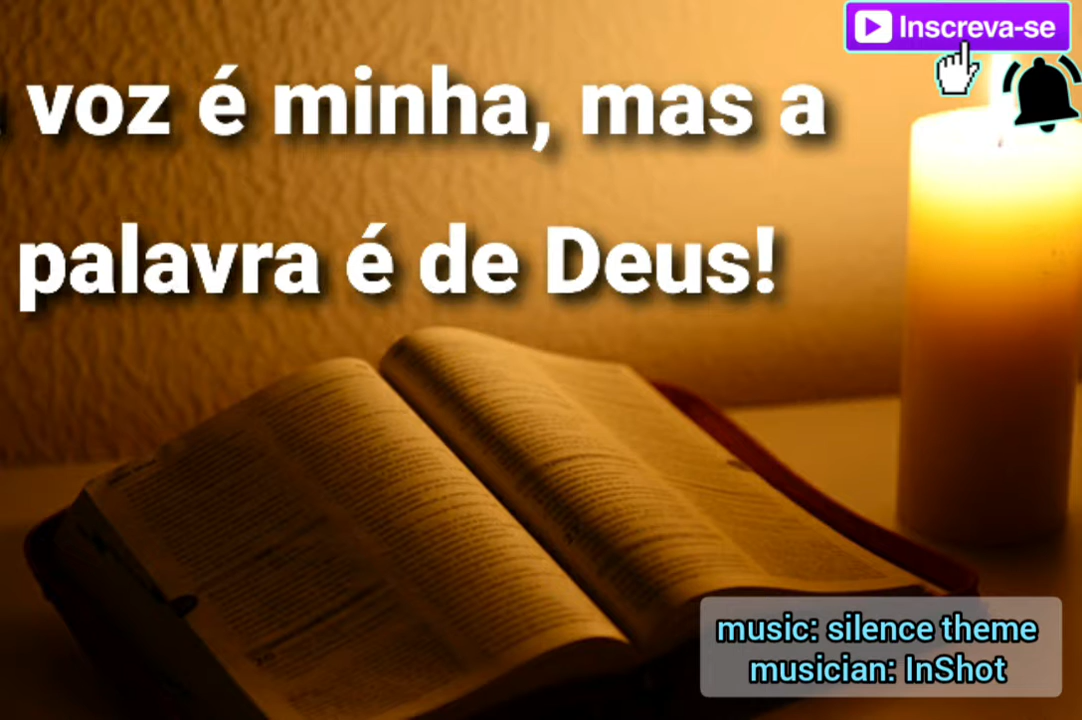 voz é minha, mas a
palavra é de Deus!
Inscreva-se
music: silence theme
musician: InShot